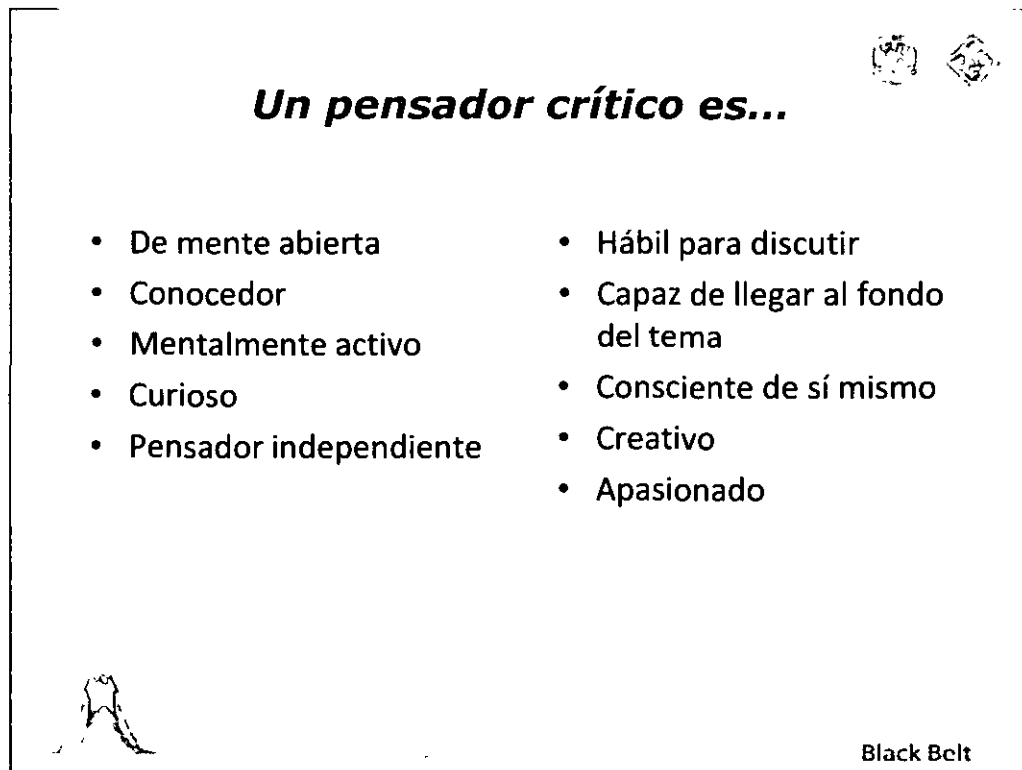 Un pensador crítico es...
• De mente abierta
• Conocedor
• Mentalmente activo
• Curioso
• Pensador independiente
• Hábil para discutir
• Capaz de llegar al fondo
del tema
• Consciente de sí mismo
• Creativo
• Apasionado
Black Belt